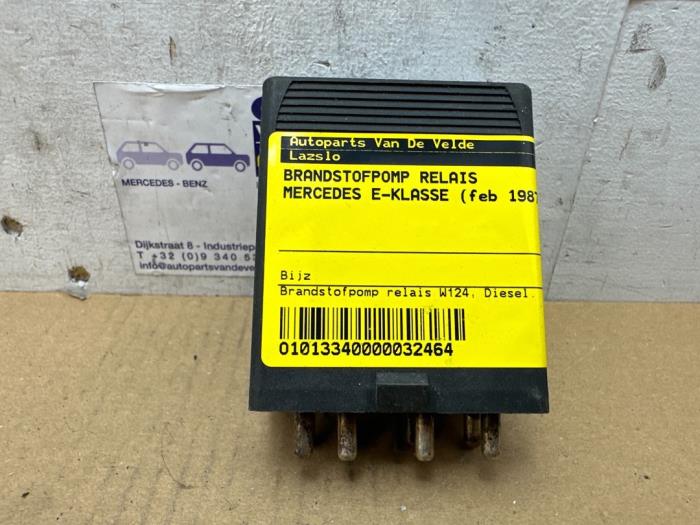 Autoparts Van De Velde
Lazslo
BRANDSTOFPOMP RELAIS
MERCEDES E-KLASSE (feb 198
Bijz
Brandstofpomp relais W124, Diesel.
01013340000032464
MERCEDES - BENZ
Dijkstraat 8 - Industriep
T +32 (0)9 340 5
info@autopartsvandeve